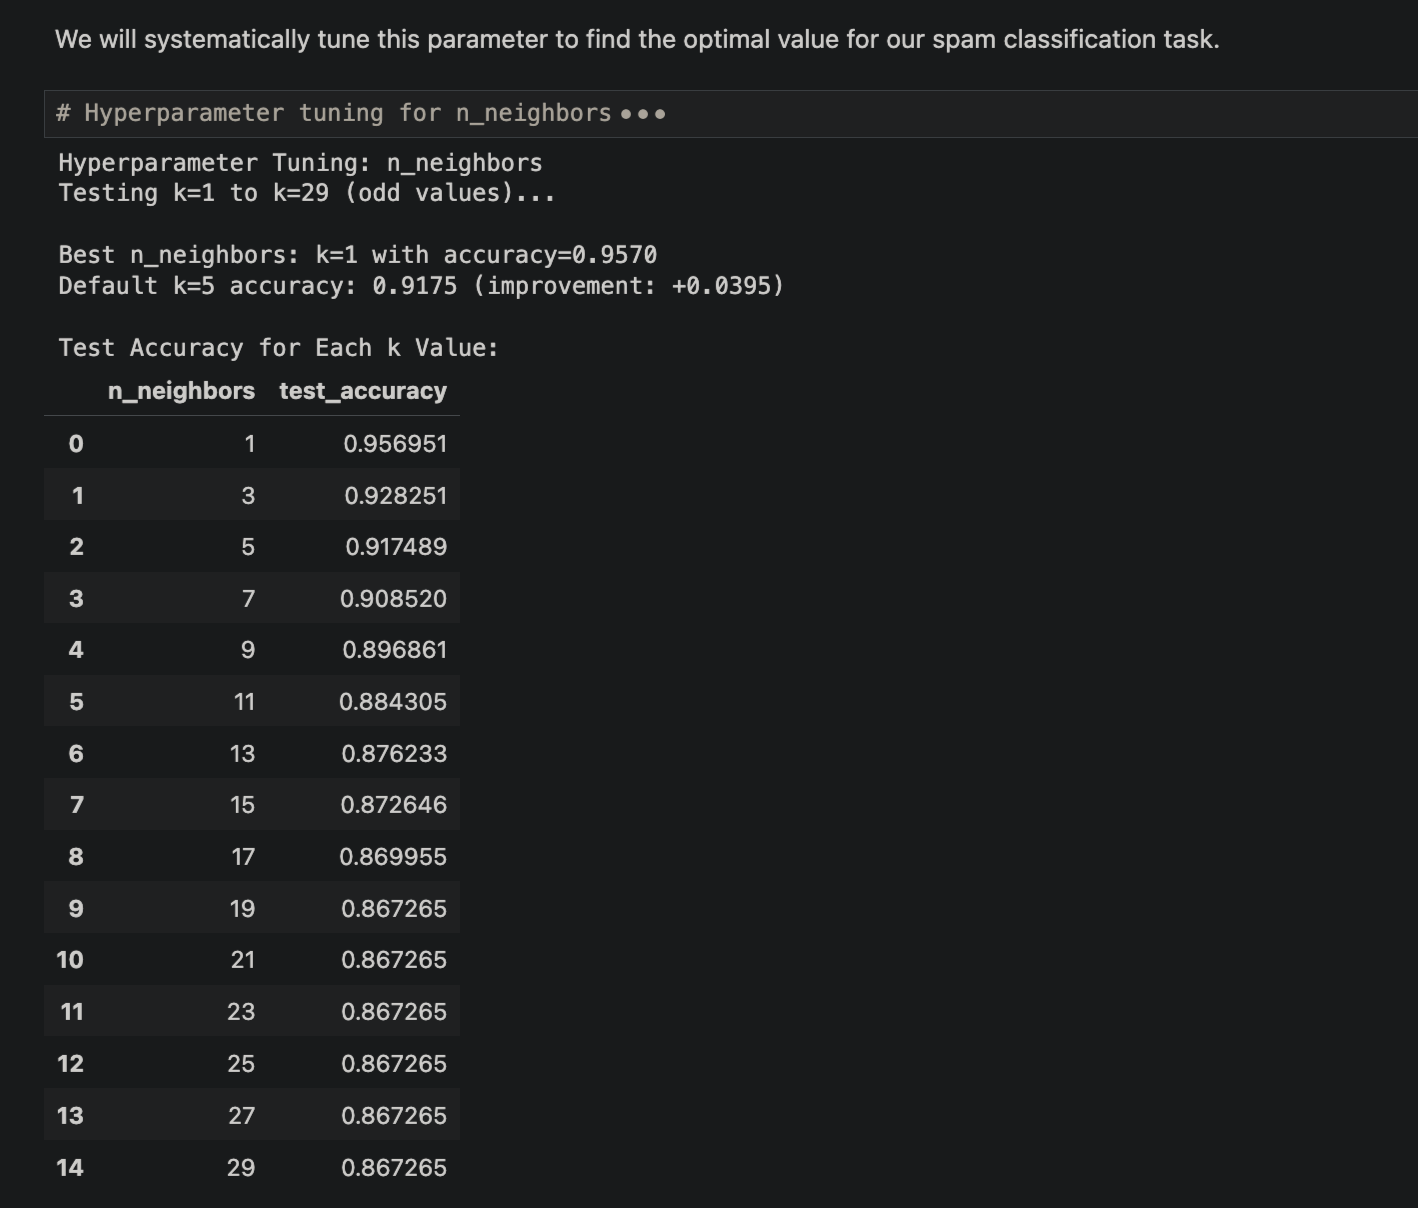 We will systematically tune this parameter to find the optimal value for our spam classification task.
# Hyperparameter tuning for n_neighbors •••
Hyperparameter Tuning: n_neighbors
Testing k=1 to k=29 (odd values)...
Best n_neighbors: k=1 with accuracy=0.9570
Default k=5 accuracy: 0.9175 (improvement: +0.0395)
Test Accuracy for Each k Value:
n_neighbors test_accuracy
0 1 0.956951
1 3 0.928251
2 5 0.917489
3 7 0.908520
4 9 0.896861
5 11 0.884305
6 13 0.876233
7 15 0.872646
8 17 0.869955
9 19 0.867265
10 21 0.867265
11 23 0.867265
12 25 0.867265
13 27 0.867265
14 29 0.867265